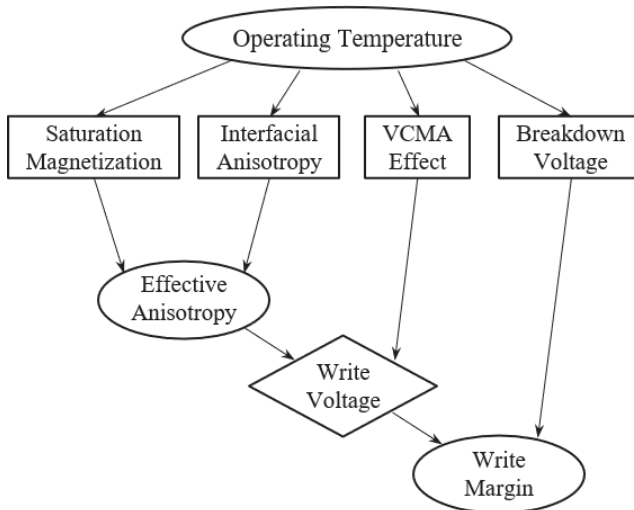 Operating Temperature
Saturation
Magnetization
Interfacial
Anisotropy
VCMA
Effect
Breakdown
Voltage
Effective
Anisotropy
Write
Voltage
Write
Margin